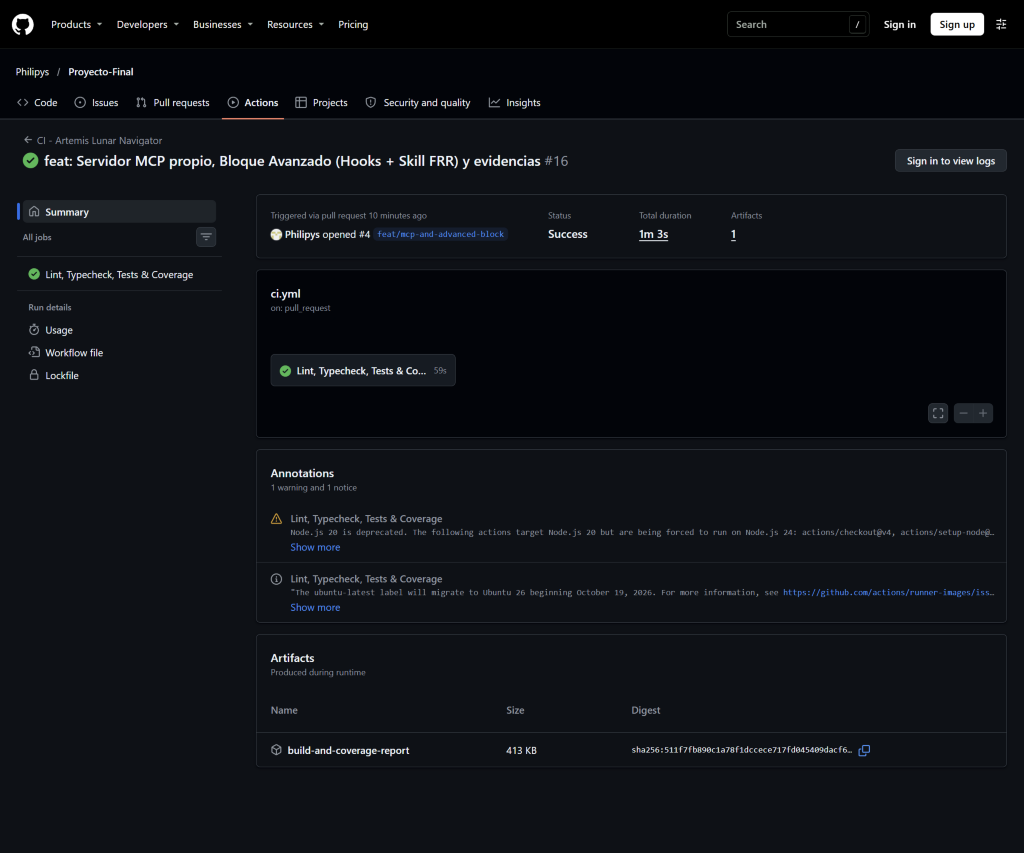 Products Developers Businesses Resources Pricing Search / Sign in Sign up
Philipys / Proyecto-Final
Code Issues Pull requests Actions Projects Security and quality Insights
CI - Artemis Lunar Navigator
feat: Servidor MCP propio, Bloque Avanzado (Hooks + Skill FRR) y evidencias #16
Sign in to view logs
Summary
All jobs
Lint, Typecheck, Tests & Coverage
Run details
Usage
Workflow file
Lockfile
Triggered via pull request 10 minutes ago
Philipys opened #4 feat/mcp-and-advanced-block
Status
Success
Total duration
1m 3s
Artifacts
1
ci.yml
on: pull_request
Lint, Typecheck, Tests & Co... 59s
Annotations
1 warning and 1 notice
Lint, Typecheck, Tests & Coverage
Node.js 20 is deprecated. The following actions target Node.js 20 but are being forced to run on Node.js 24: actions/checkout@v4, actions/setup-node@…
Show more
Lint, Typecheck, Tests & Coverage
"The ubuntu-latest label will migrate to Ubuntu 26 beginning October 19, 2026. For more information, see https://github.com/actions/runner-images/iss…
Show more
Artifacts
Produced during runtime
Name Size Digest
build-and-coverage-report 413 KB sha256:511f7fb890c1a78f1dccece717fd045409dacf6…